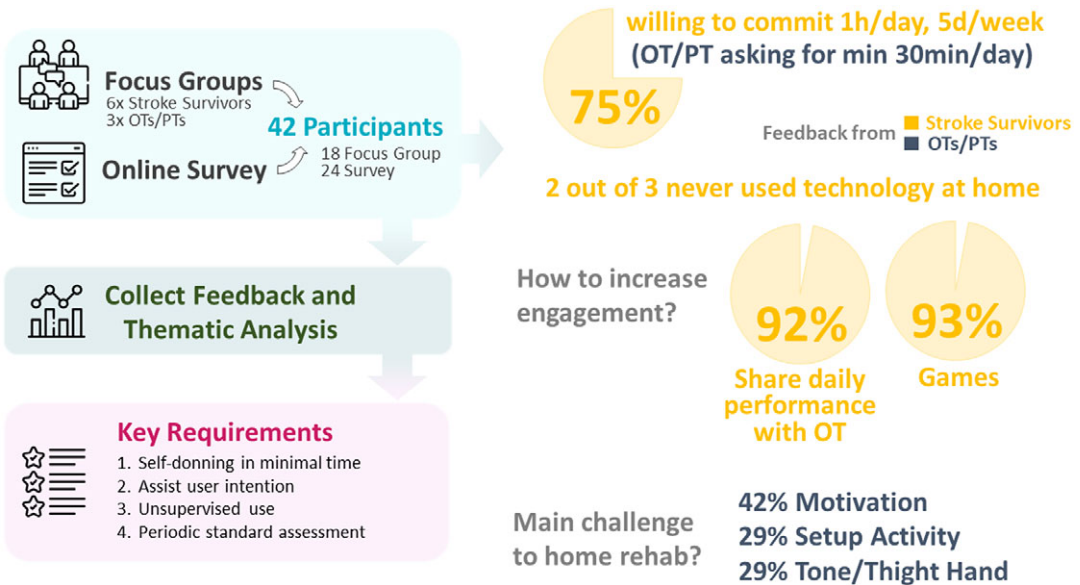 Focus Groups
6x Stroke Survivors
3x OTs/PTs
Online Survey
42 Participants
18 Focus Group
24 Survey
Collect Feedback and
Thematic Analysis
Key Requirements
1. Self-donning in minimal time
2. Assist user intention
3. Unsupervised use
4. Periodic standard assessment
willing to commit 1h/day, 5d/week
(OT/PT asking for min 30min/day)
75%
Feedback from
Stroke Survivors
OTs/PTs
2 out of 3 never used technology at home
How to increase
engagement?
92%
Share daily
performance
with OT
93%
Games
Main challenge
to home rehab?
42% Motivation
29% Setup Activity
29% Tone/Thight Hand